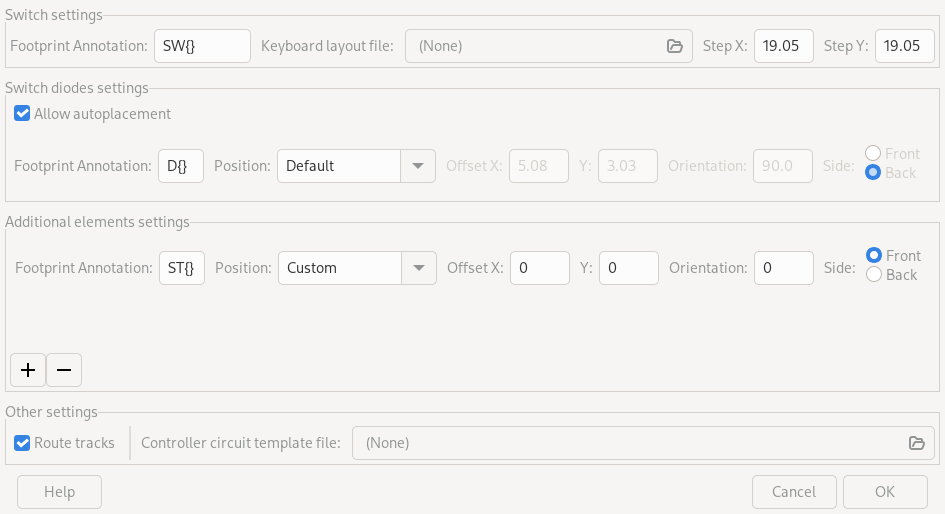 Switch settings
Footprint Annotation: SW{} Keyboard layout file: (None) Step X: 19.05 Step Y: 19.05
Switch diodes settings
Allow autoplacement
Footprint Annotation: D{} Position: Default Offset X: 5.08 Y: 3.03 Orientation: 90.0 Side: Front
Back
Additional elements settings
Footprint Annotation: ST{} Position: Custom Offset X: 0 Y: 0 Orientation: 0 Side: Front
Back
Other settings
Route tracks Controller circuit template file: (None)
Help Cancel OK